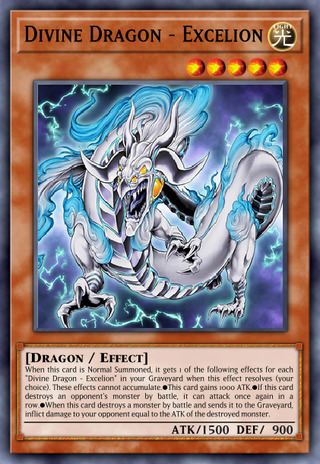 Divine Dragon - Excelion
LIGHT
光
[Dragon / Effect]
When this card is Normal Summoned, it gets 1 of the following effects for each
"Divine Dragon - Excelion" in your Graveyard when this effect resolves (your
choice). These effects cannot accumulate.●This card gains 1000 ATK.●If this card
destroys an opponent's monster by battle, it can attack once again in a
row.●When this card destroys a monster by battle and sends it to the Graveyard,
inflict damage to your opponent equal to the ATK of the destroyed monster.
ATK/1500 DEF/ 900